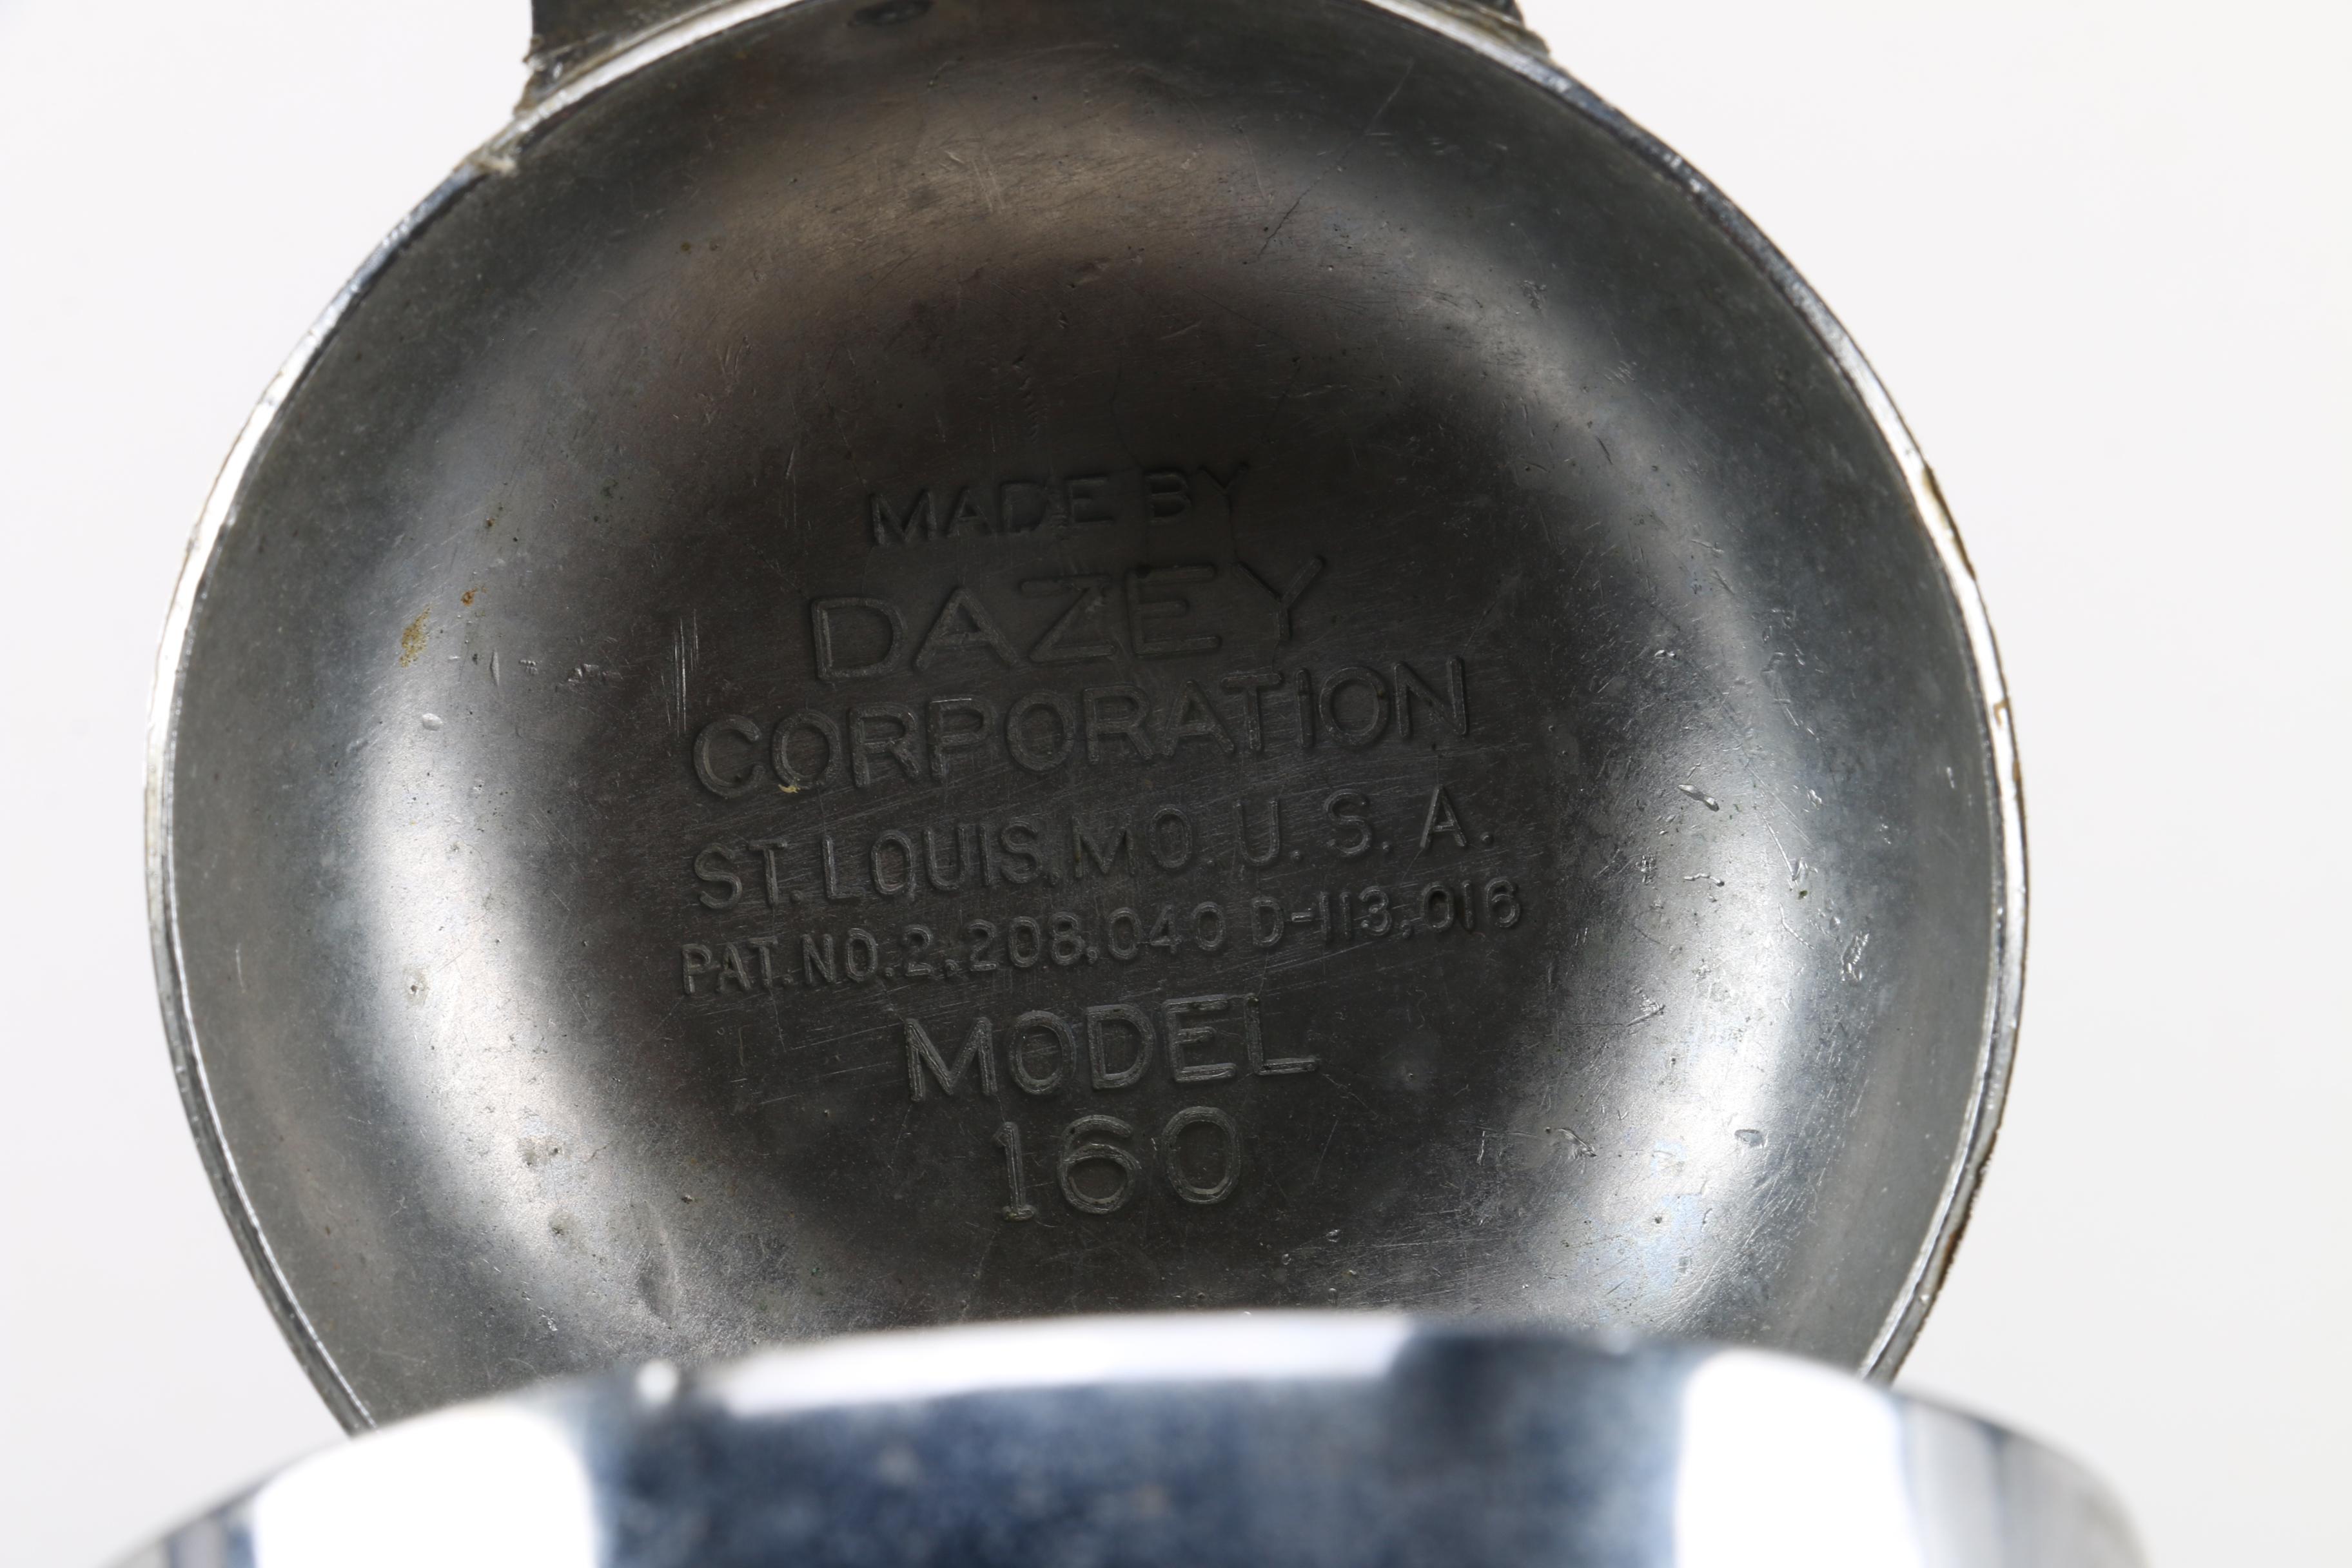 MADE BY
DAZEY
CORPORATION
ST. LOUIS, MO. U. S. A.
PAT. NO. 2,208,040 D-113,016
MODEL
160